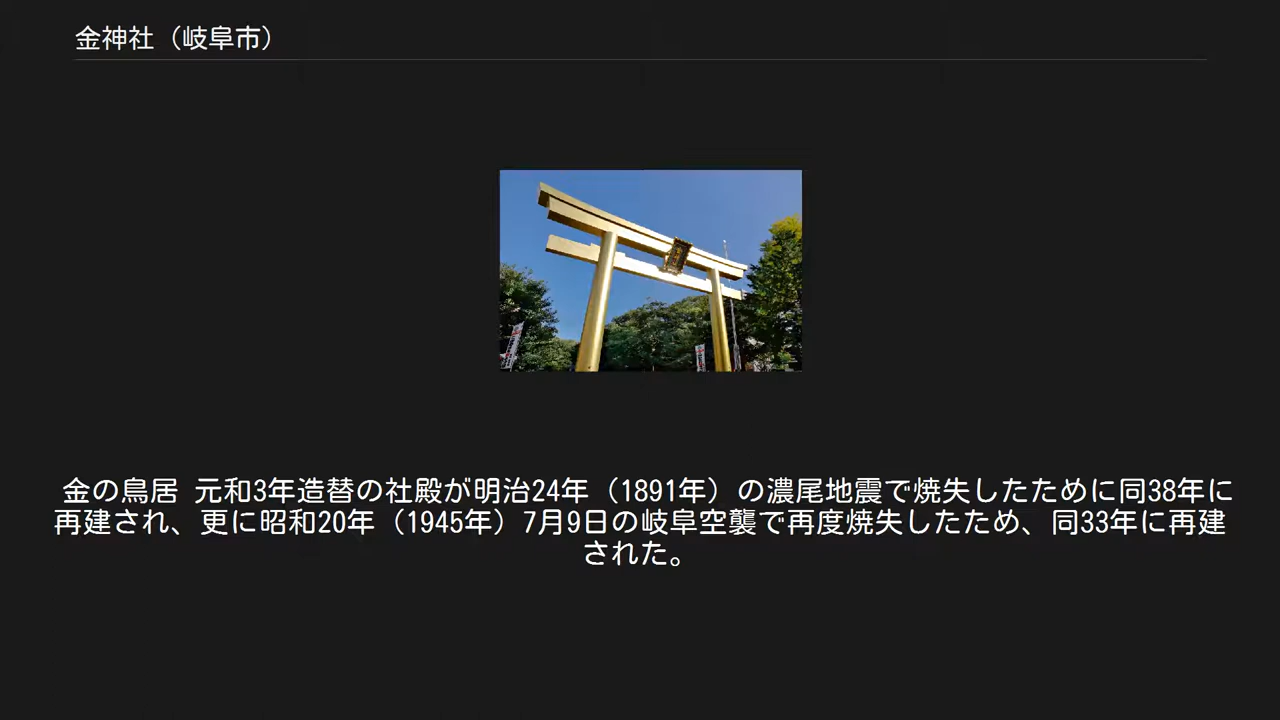 金神社（岐阜市）
金の鳥居 元和3年造替の社殿が明治24年（1891年）の濃尾地震で焼失したために同38年に
再建され、更に昭和20年（1945年）7月9日の岐阜空襲で再度焼失したため、同33年に再建
された。